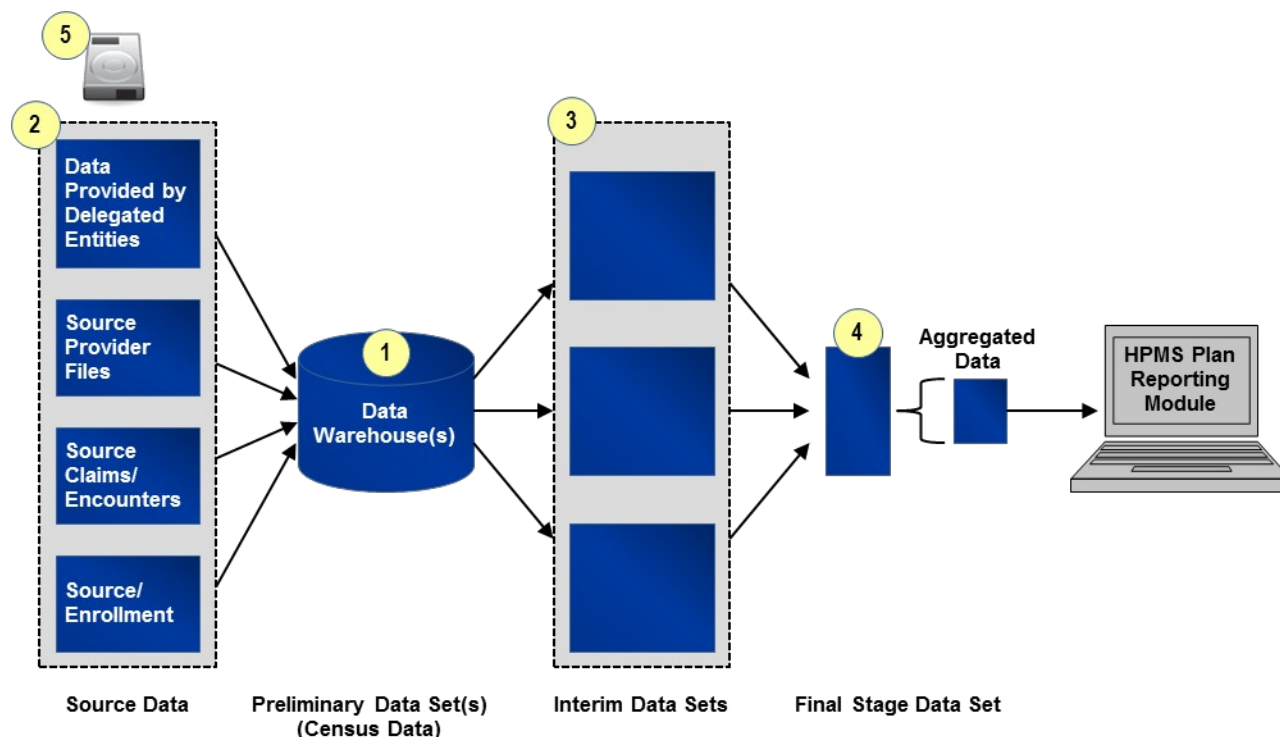 5
2
Data
Provided by
Delegated
Entities
Source
Provider
Files
Source
Claims/
Encounters
Source/
Enrollment
1
Data
Warehouse(s)
3
4
Aggregated
Data
HPMS Plan
Reporting
Module
Source Data
Preliminary Data Set(s)
(Census Data)
Interim Data Sets
Final Stage Data Set